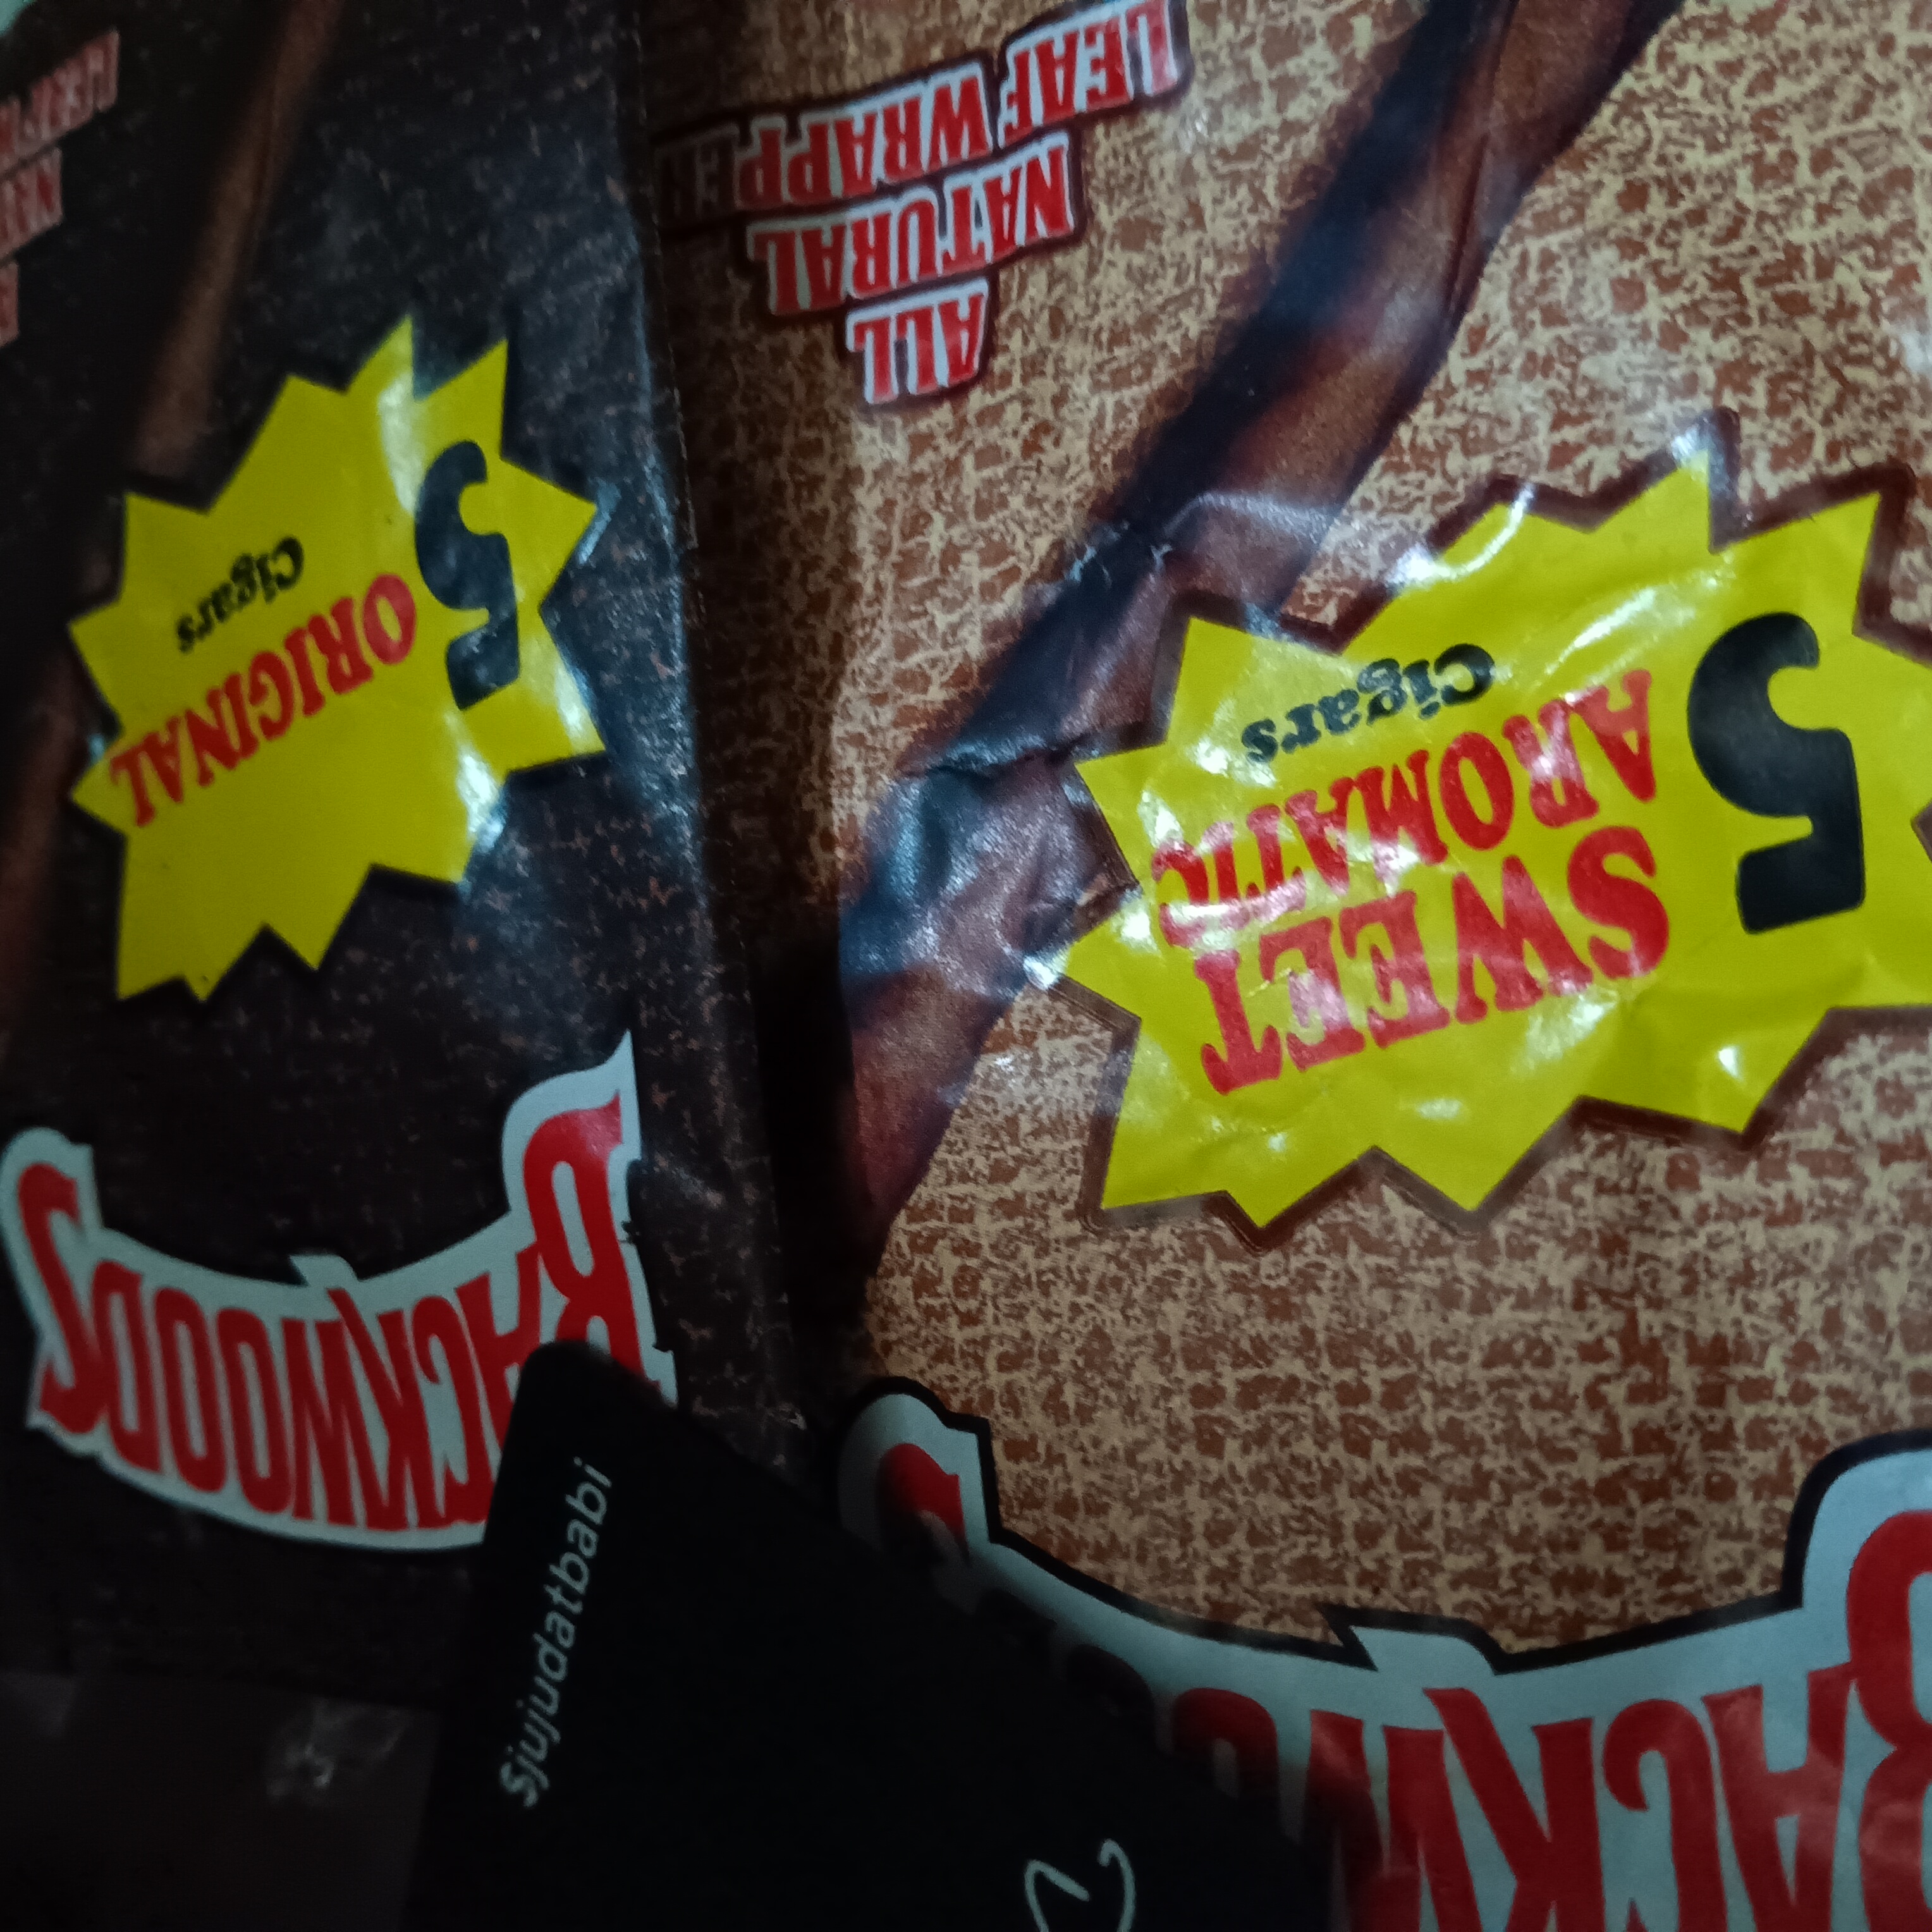 ALL
NATURAL
LEAF WRAPPER
5
ORIGINAL
Cigars
BACKWOODS
5
SWEET
AROMATIC
Cigars
$jujudatbabi